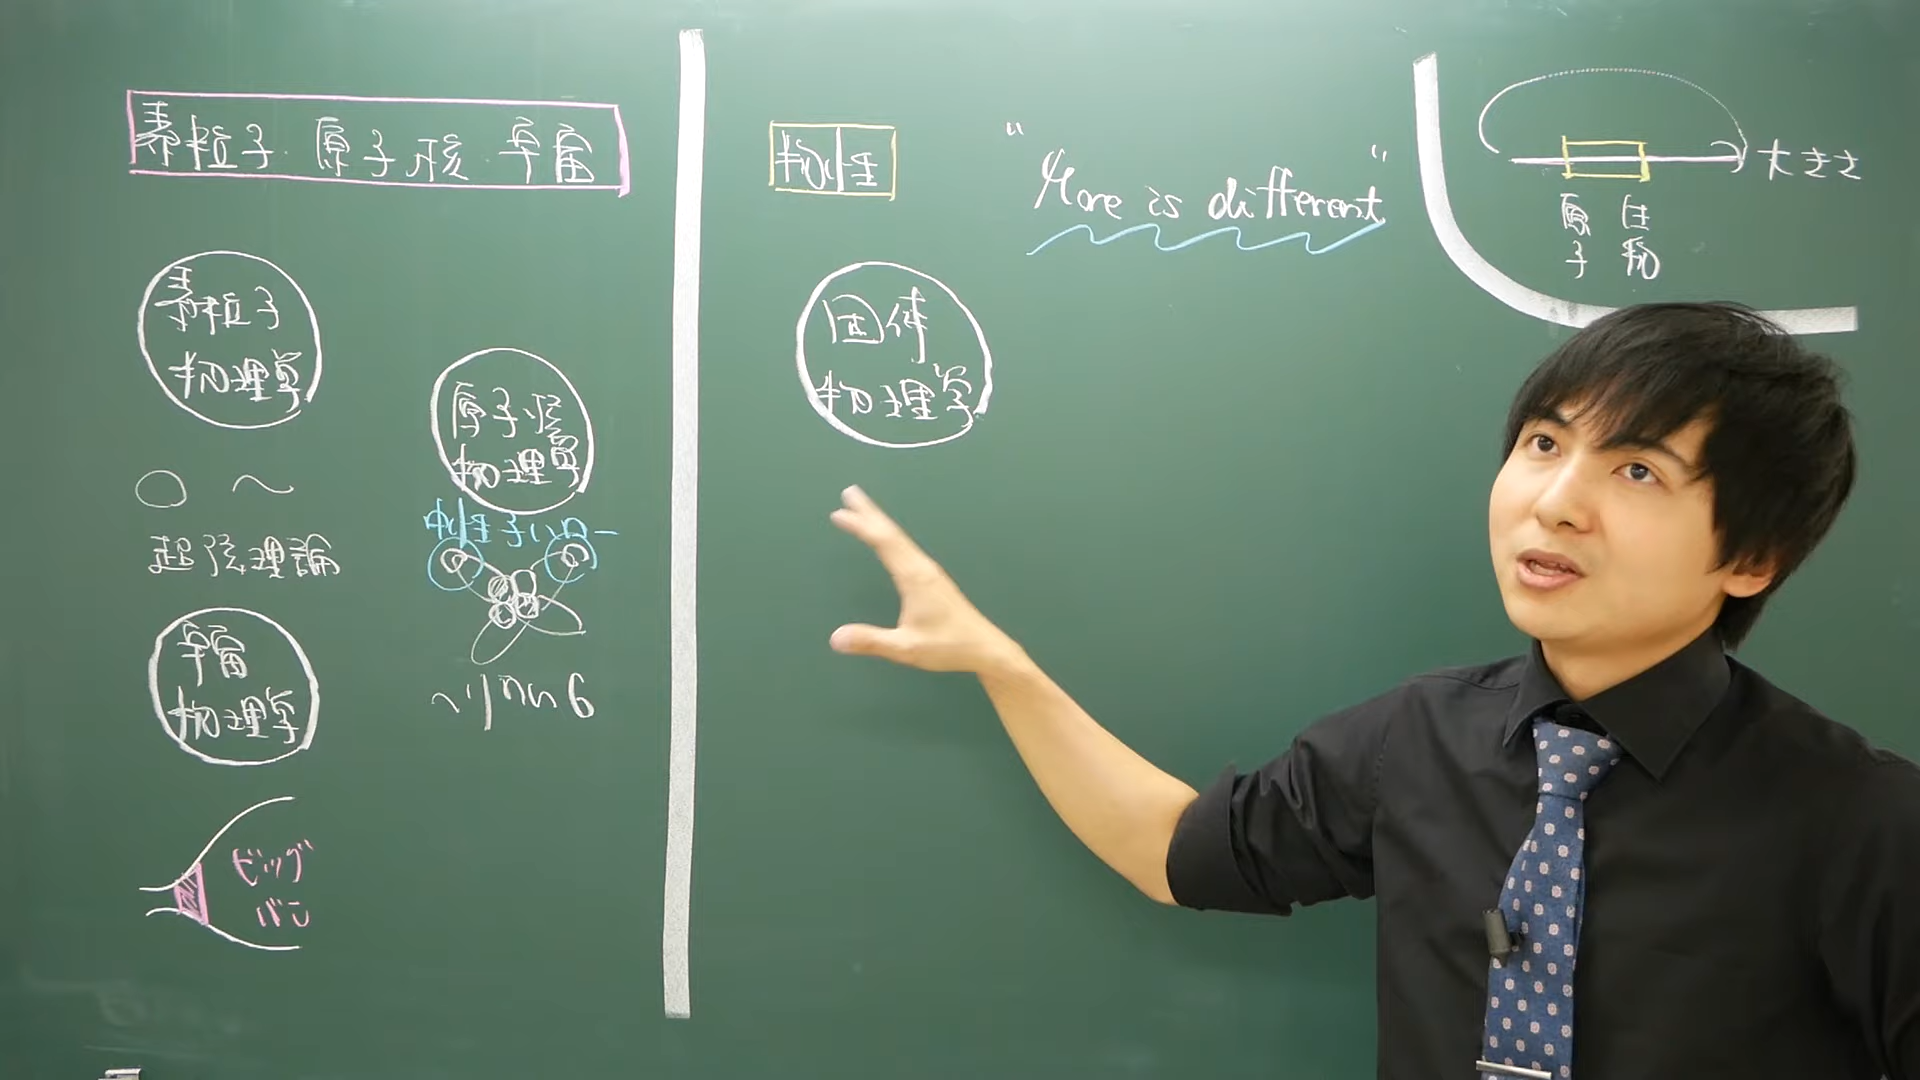 素粒子・原子核・宇宙
素粒子
物理学
超弦理論
宇宙
物理学
ビッグ
バン
原子核
物理学
中性子ハロー
ヘリウム6
物性
"More is different"
固体
物理学
大きさ
原子
生物